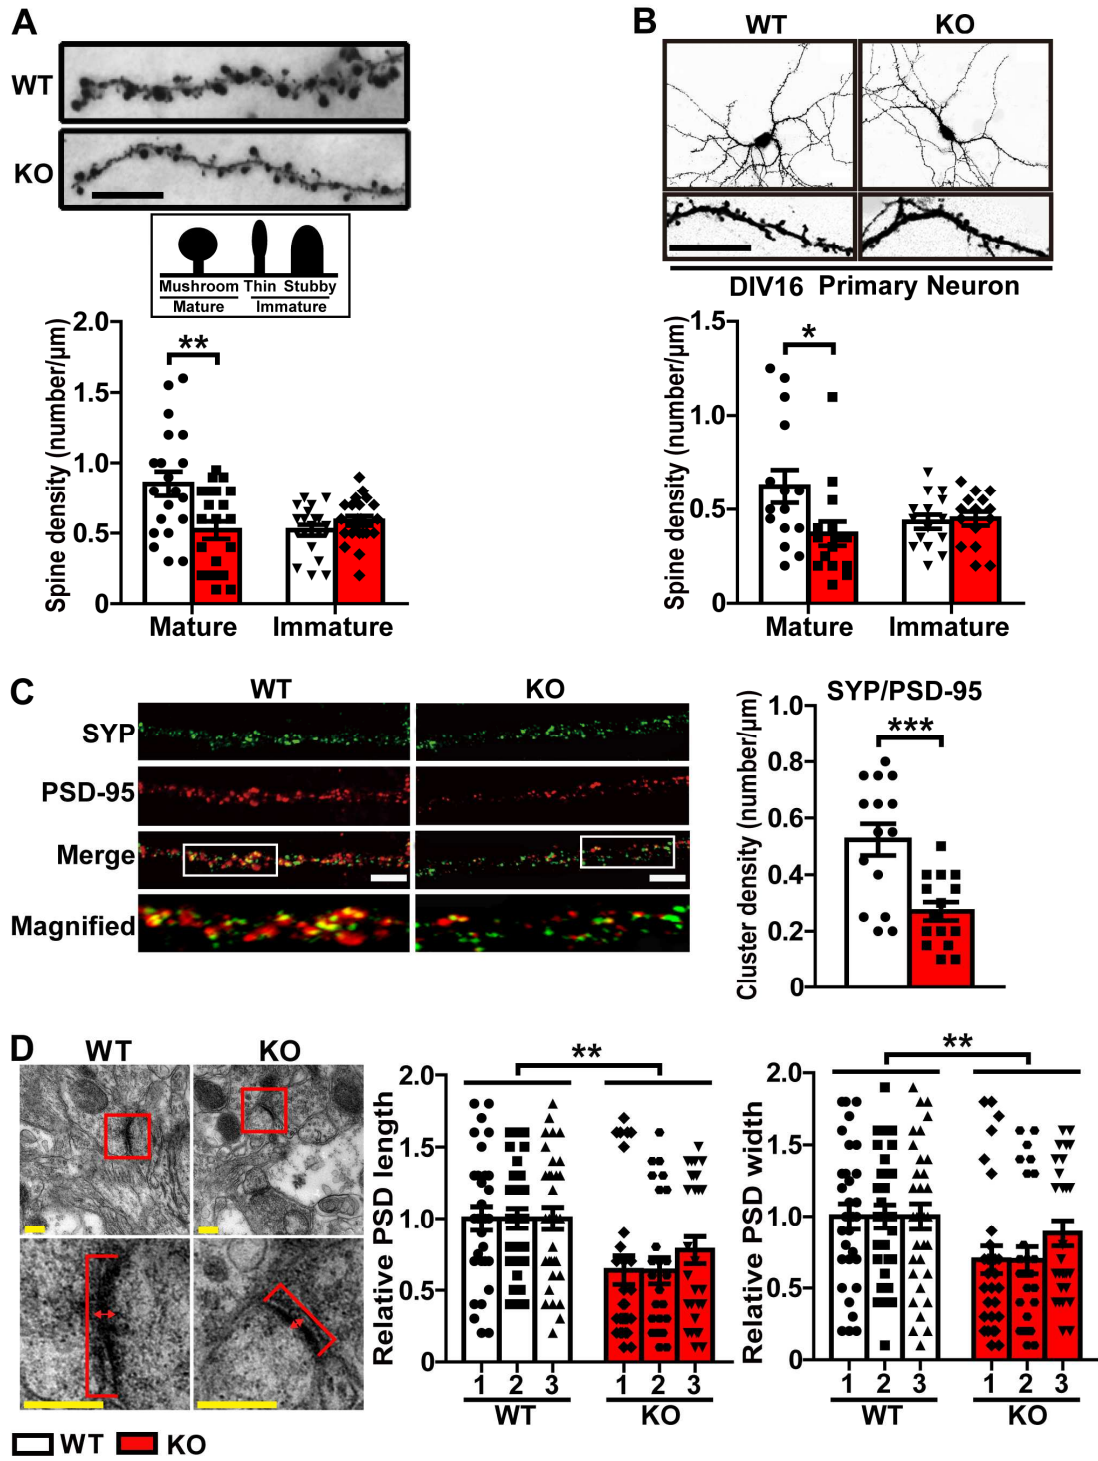 A
WT
KO
Mushroom Thin Stubby
Mature Immature
Spine density (number/μm)
2.0
1.5
1.0
0.5
0
**
Mature Immature
B
WT KO
DIV16 Primary Neuron
Spine density (number/μm)
1.5
1.0
0.5
0
*
Mature Immature
C
WT KO
SYP
PSD-95
Merge
Magnified
SYP/PSD-95
Cluster density (number/μm)
1.0
0.8
0.6
0.4
0.2
0
***
D
WT KO
Relative PSD length
2.0
1.5
1.0
0.5
0
**
1 2 3 1 2 3
WT KO
Relative PSD width
2.0
1.5
1.0
0.5
0
**
1 2 3 1 2 3
WT KO
WT KO